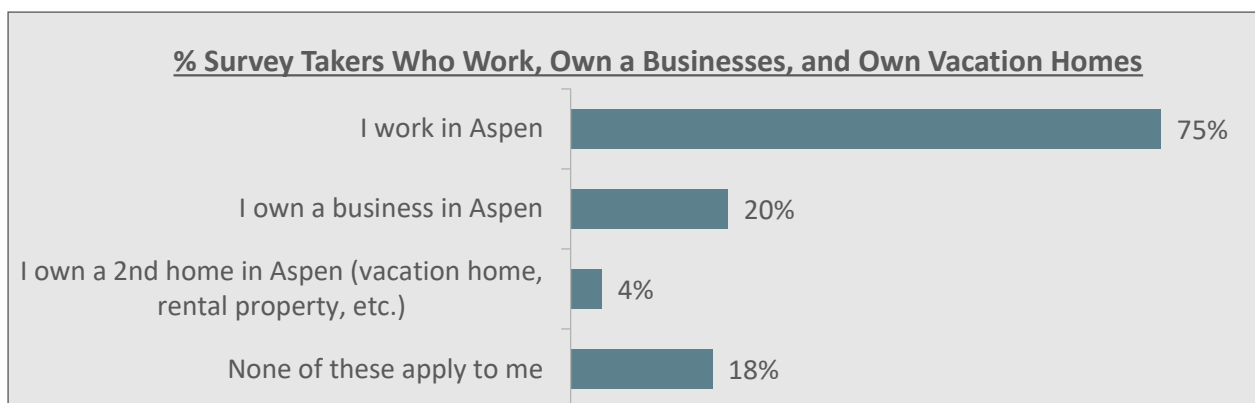 % Survey Takers Who Work, Own a Businesses, and Own Vacation Homes
I work in Aspen
75%
I own a business in Aspen
20%
I own a 2nd home in Aspen (vacation home,
rental property, etc.)
4%
None of these apply to me
18%